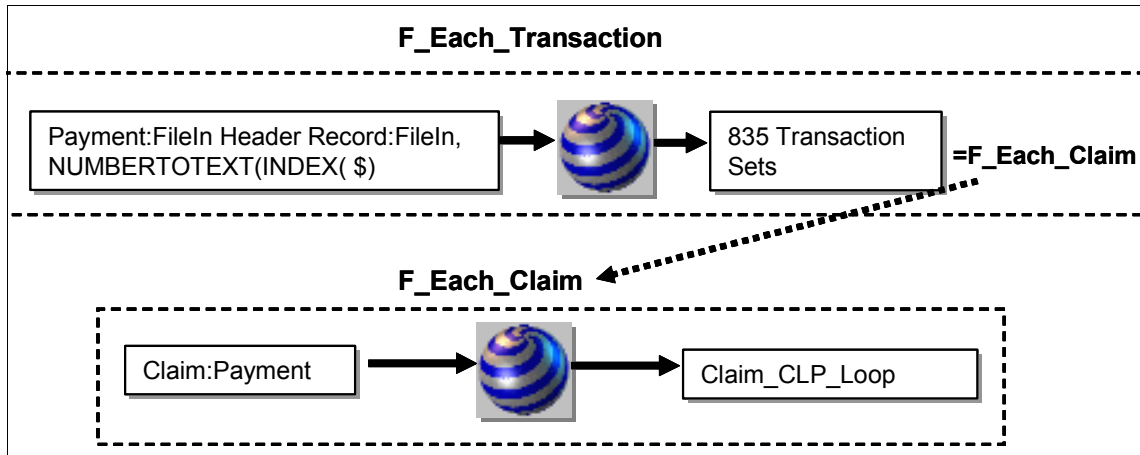 F_Each_Transaction
Payment:FileIn Header Record:FileIn,
NUMBERTOTEXT(INDEX( $)
835 Transaction
Sets
=F_Each_Claim
F_Each_Claim
Claim:Payment
Claim_CLP_Loop